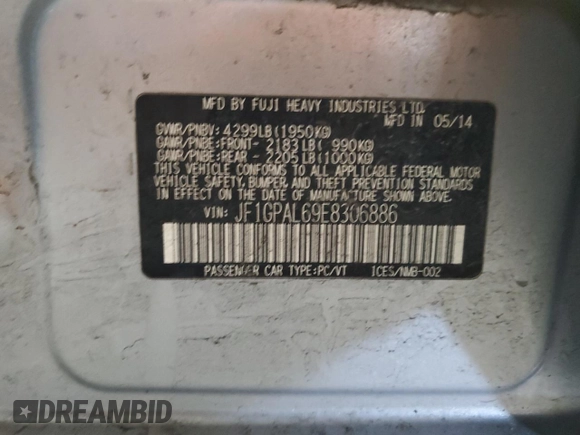 MFD BY FUJI HEAVY INDUSTRIES LTD.
MFD IN 05/14
GVWR/PNBV: 4299LB(1950KG)
GAWR/PNBE:FRONT- 2183LB( 990KG)
GAWR/PNBE:REAR - 2205LB(1000KG)
THIS VEHICLE CONFORMS TO ALL APPLICABLE FEDERAL MOTOR
VEHICLE SAFETY, BUMPER, AND THEFT PREVENTION STANDARDS
IN EFFECT ON THE DATE OF MANUFACTURE SHOWN ABOVE.
VIN: JF1GPAL69E8306886
PASSENGER CAR TYPE:PC/VT ICES/NMB-002
DREAMBID